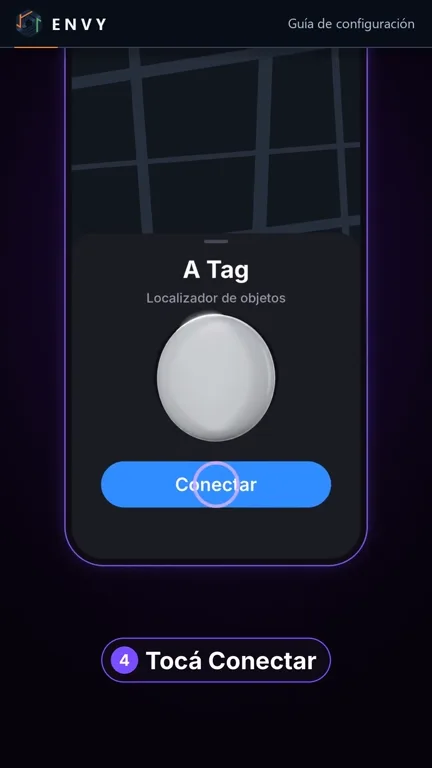 ENVY
Guía de configuración
A Tag
Localizador de objetos
Conectar
4 Tocá Conectar